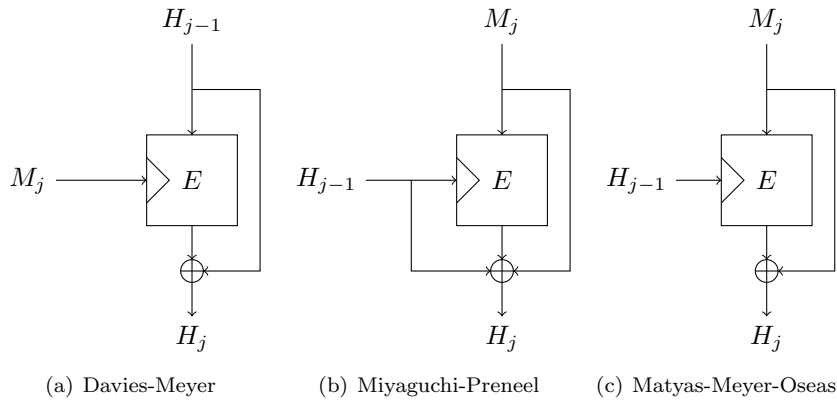 H_{j−1} M_j M_j
M_j E H_{j−1} E H_{j−1} E
H_j H_j H_j
(a) Davies-Meyer (b) Miyaguchi-Preneel (c) Matyas-Meyer-Oseas